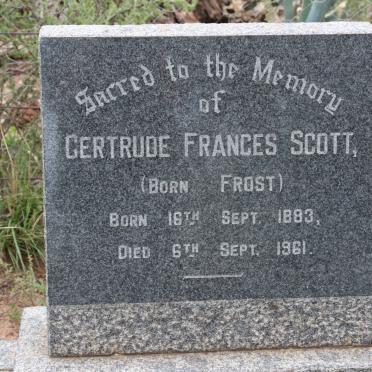 Sacred to the Memory
of
GERTRUDE FRANCES SCOTT,
(BORN FROST)
BORN 16TH SEPT. 1883,
DIED 6TH SEPT. 1961.